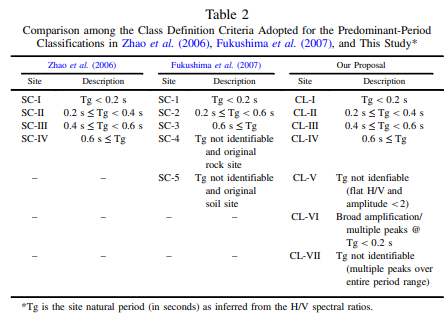 Table 2
Comparison among the Class Definition Criteria Adopted for the Predominant-Period
Classifications in Zhao et al. (2006), Fukushima et al. (2007), and This Study*
Zhao et al. (2006) Fukushima et al. (2007) Our Proposal
Site Description Site Description Site Description
SC-I Tg < 0.2 s SC-1 Tg < 0.2 s CL-I Tg < 0.2 s
SC-II 0.2 s ≤ Tg < 0.4 s SC-2 0.2 s ≤ Tg < 0.6 s CL-II 0.2 s ≤ Tg < 0.4 s
SC-III 0.4 s ≤ Tg < 0.6 s SC-3 0.6 s ≤ Tg CL-III 0.4 s ≤ Tg < 0.6 s
SC-IV 0.6 s ≤ Tg SC-4 Tg not identifiable CL-IV 0.6 s ≤ Tg
and original
rock site
– – SC-5 Tg not identifiable CL-V Tg not idenfiable
and original (flat H/V and
soil site amplitude <2)
– – – – CL-VI Broad amplification/
multiple peaks @
Tg < 0.2 s
– – – – CL-VII Tg not identifiable
(multiple peaks over
entire period range)
*Tg is the site natural period (in seconds) as inferred from the H/V spectral ratios.